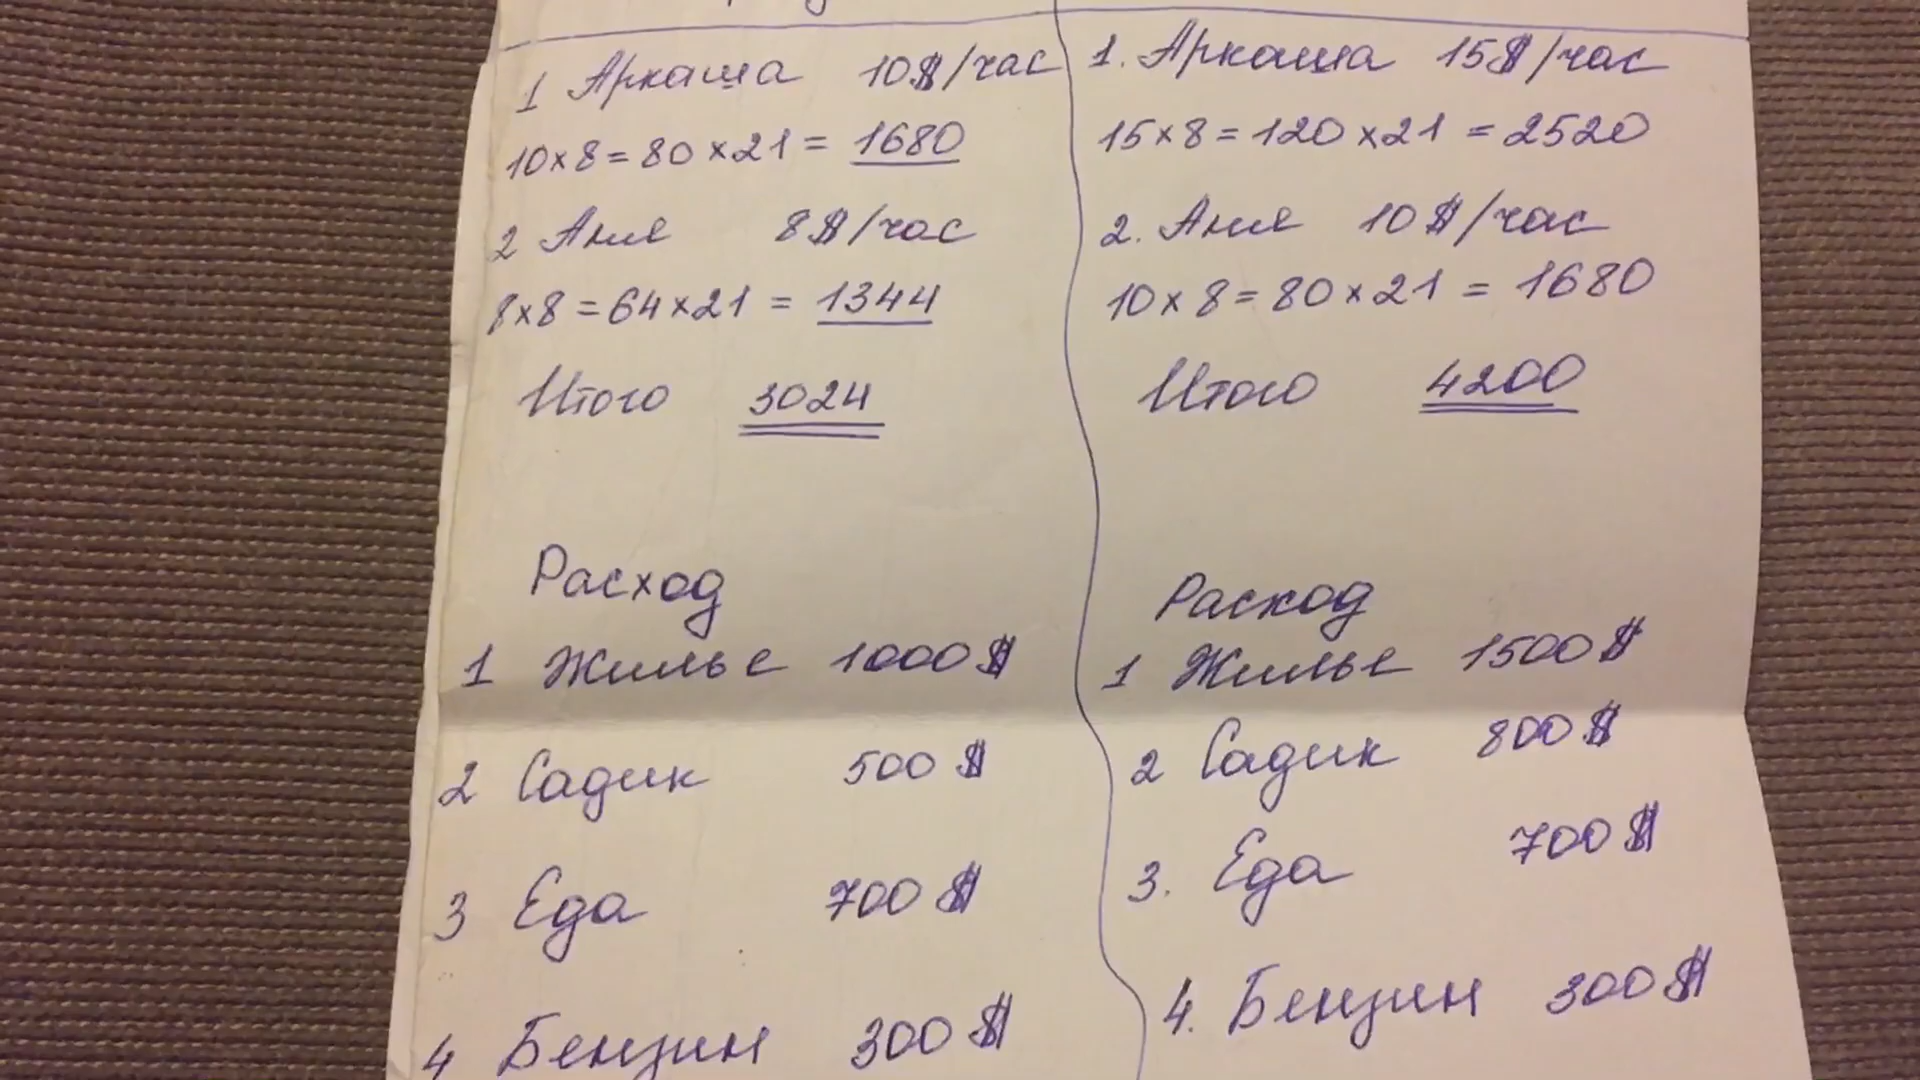 1 Аркаша 10$/час
10×8=80×21= 1680
2 Аня 8$/час
8×8=64×21= 1344
Итого 3024
Расход
1 Жилье 1000$
2 Садик 500$
3 Еда 700$
4 Бензин 300$
1. Аркаша 15$/час
15×8=120×21=2520
2. Аня 10$/час
10×8=80×21=1680
Итого 4200
Расход
1 Жилье 1500$
2 Садик 800$
3. Еда 700$
4. Бензин 300$